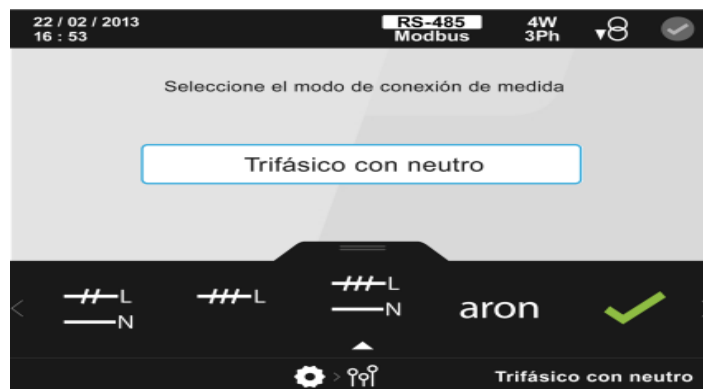 22 / 02 / 2013
16 : 53
RS-485
Modbus
4W
3Ph
Seleccione el modo de conexión de medida
Trifásico con neutro
L
N
L
L
N
aron
Trifásico con neutro